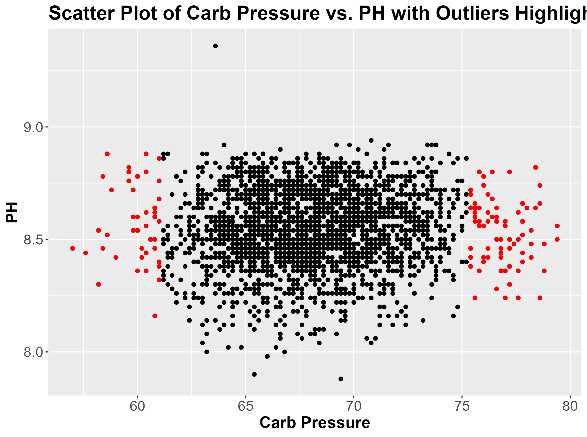 Scatter Plot of Carb Pressure vs. PH with Outliers Highlig
9.0
8.5
8.0
PH
60 65 70 75 80
Carb Pressure